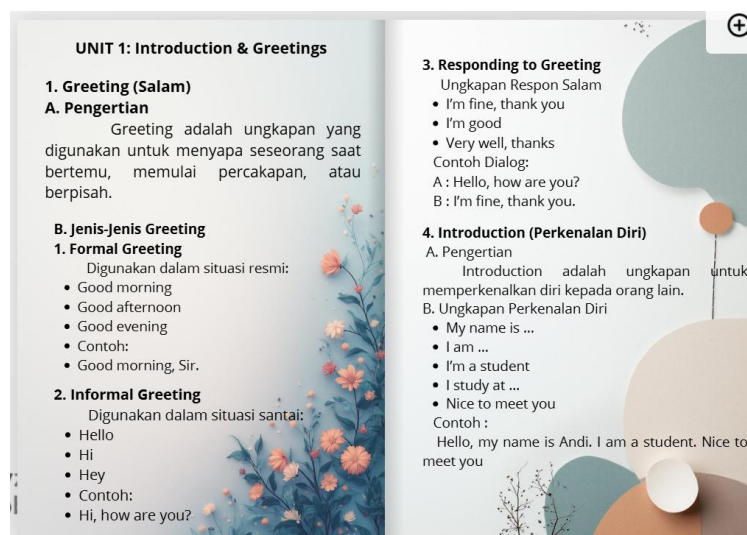 UNIT 1: Introduction & Greetings
1. Greeting (Salam)
A. Pengertian
Greeting adalah ungkapan yang
digunakan untuk menyapa seseorang saat
bertemu, memulai percakapan, atau
berpisah.
B. Jenis-Jenis Greeting
1. Formal Greeting
Digunakan dalam situasi resmi:
• Good morning
• Good afternoon
• Good evening
• Contoh:
• Good morning, Sir.
2. Informal Greeting
Digunakan dalam situasi santai:
• Hello
• Hi
• Hey
• Contoh:
• Hi, how are you?
3. Responding to Greeting
Ungkapan Respon Salam
• I'm fine, thank you
• I'm good
• Very well, thanks
Contoh Dialog:
A : Hello, how are you?
B : I'm fine, thank you.
4. Introduction (Perkenalan Diri)
A. Pengertian
Introduction adalah ungkapan untuk
memperkenalkan diri kepada orang lain.
B. Ungkapan Perkenalan Diri
• My name is ...
• I am ...
• I'm a student
• I study at ...
• Nice to meet you
Contoh :
Hello, my name is Andi. I am a student. Nice to
meet you